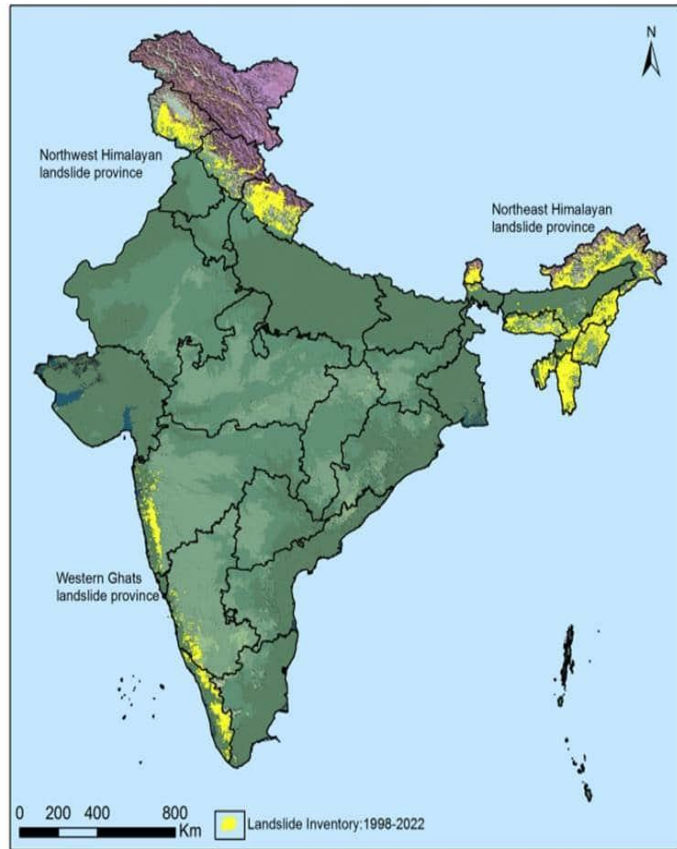 N
Northwest Himalayan
landslide province
Northeast Himalayan
landslide province
Western Ghats
landslide province
0 200 400 800
Km
Landslide Inventory:1998-2022